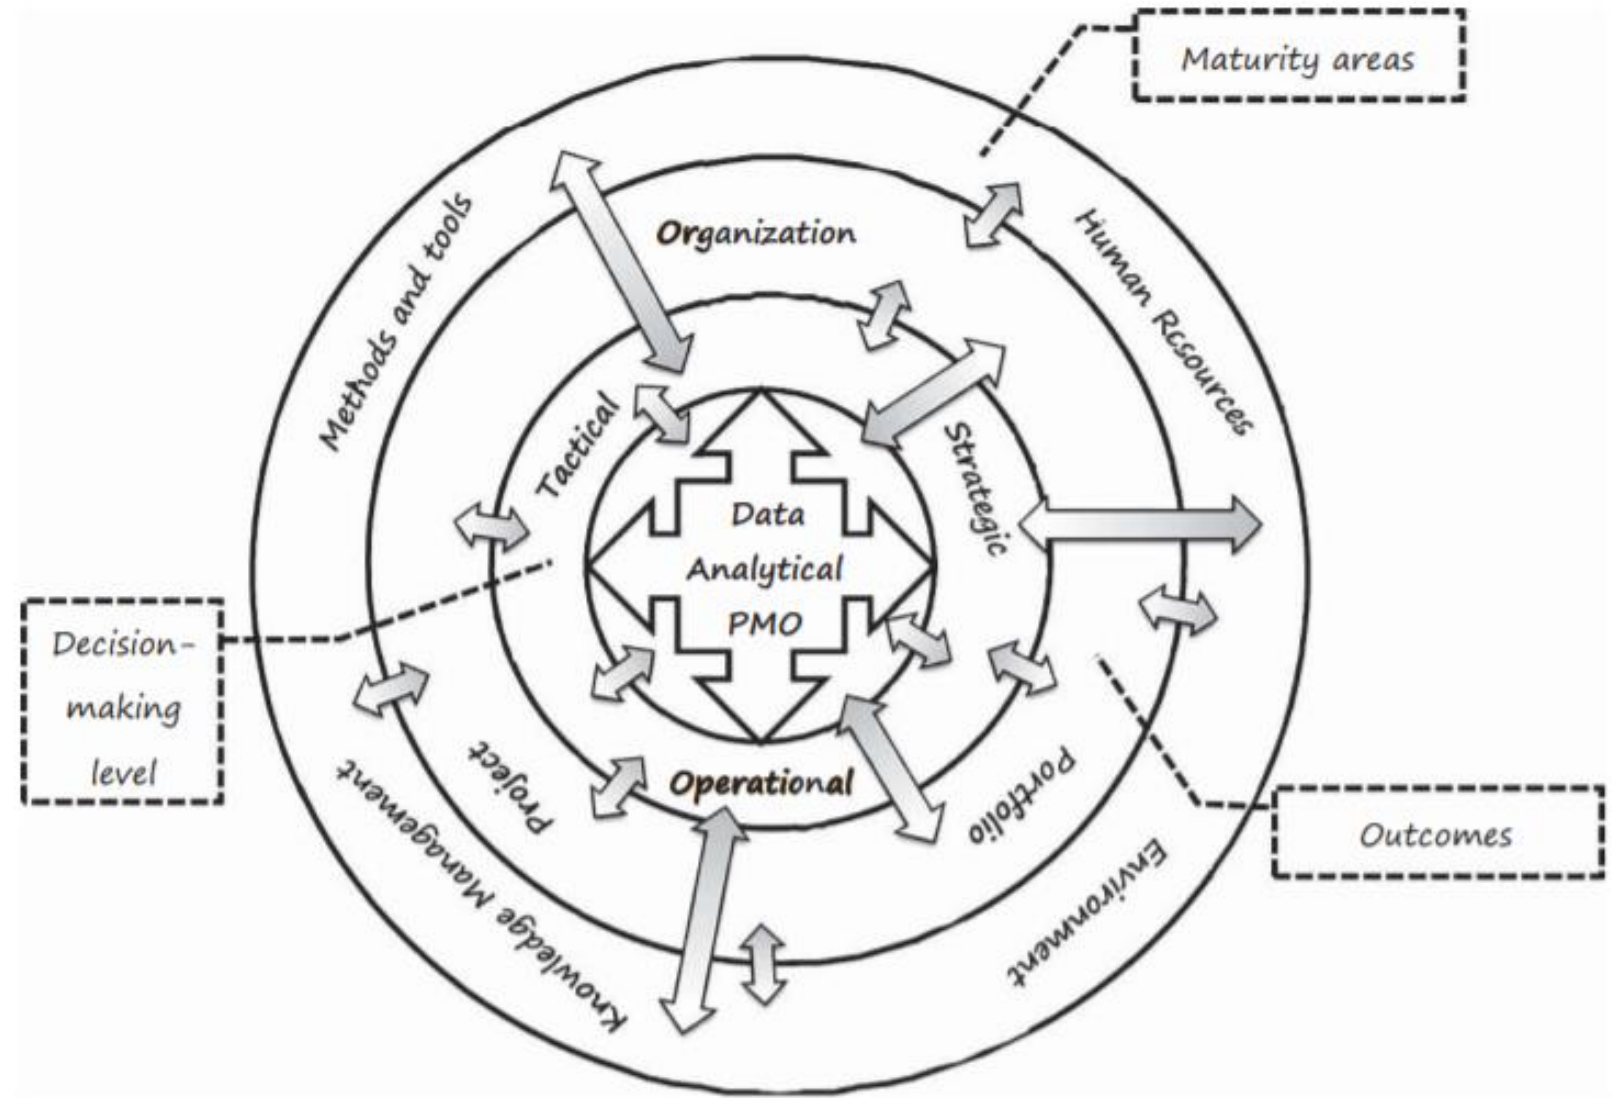 Maturity areas
Methods and tools
Organization
Human Resources
Tactical
Strategic
Data
Analytical
PMO
Decision-
making
level
Project
Operational
Portfolio
Knowledge Management
Environment
Outcomes